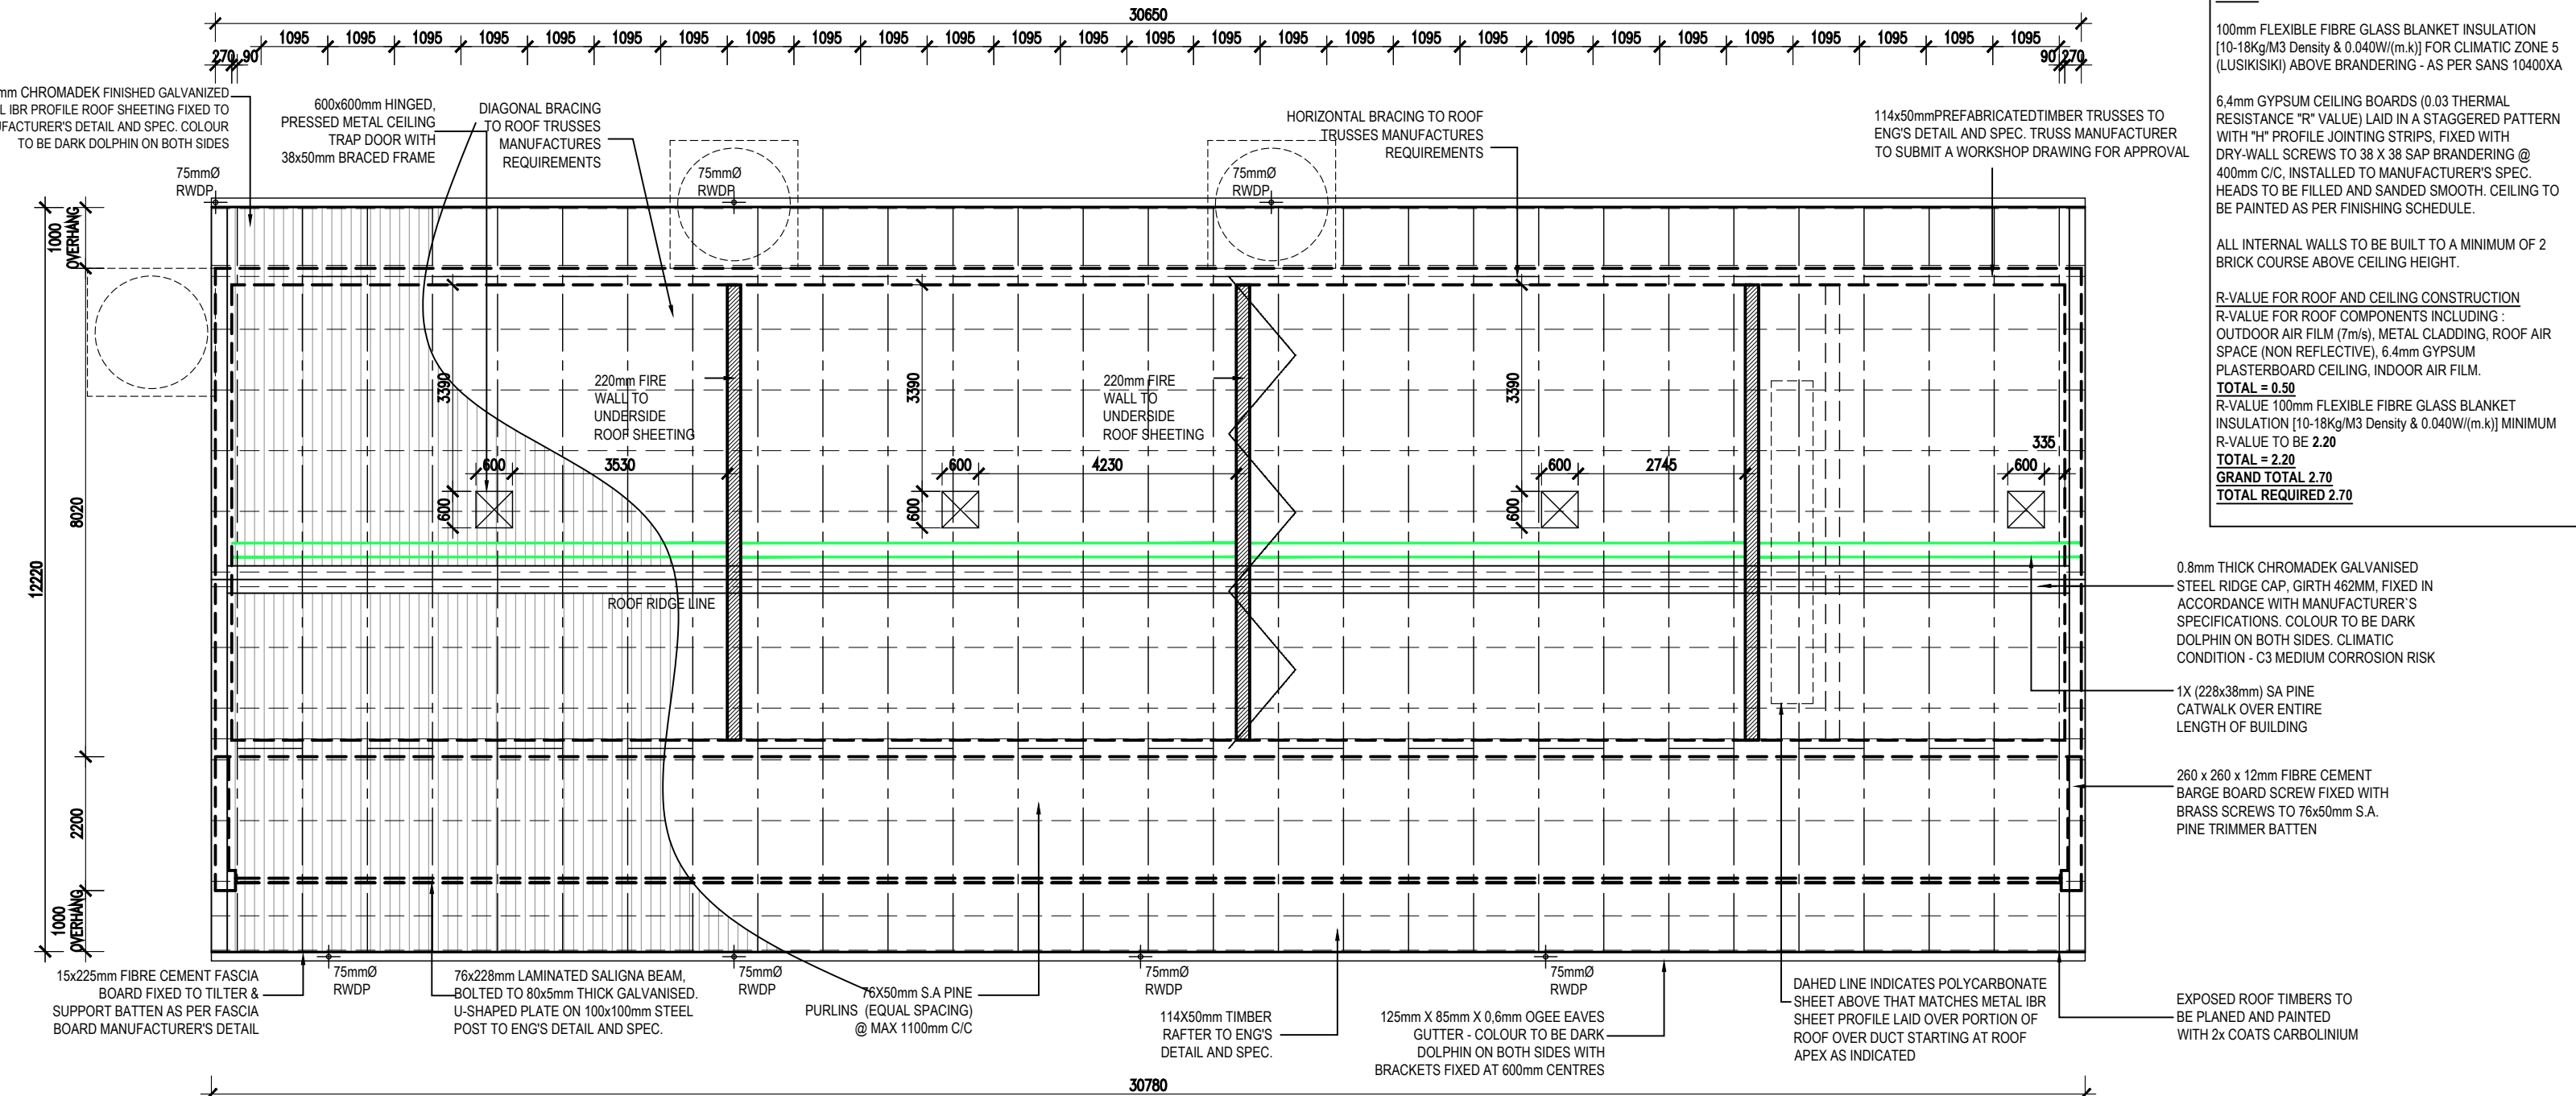 30650
1095 1095 1095 1095 1095 1095 1095 1095 1095 1095 1095 1095 1095 1095 1095 1095 1095 1095 1095 1095 1095 1095 1095 1095 1095 1095 1095
270 90
90 270
mm CHROMADEK FINISHED GALVANIZED
IBR PROFILE ROOF SHEETING FIXED TO
DETAIL AND SPEC. COLOUR
TO BE DARK DOLPHIN ON BOTH SIDES
600x600mm HINGED,
PRESSED METAL CEILING
TRAP DOOR WITH
38x50mm BRACED FRAME
DIAGONAL BRACING
TO ROOF TRUSSES
MANUFACTURES
REQUIREMENTS
HORIZONTAL BRACING TO ROOF
TRUSSES MANUFACTURES
REQUIREMENTS
114x50mmPREFABRICATEDTIMBER TRUSSES TO
ENG'S DETAIL AND SPEC. TRUSS MANUFACTURER
TO SUBMIT A WORKSHOP DRAWING FOR APPROVAL
75mmØ
RWDP
75mmØ
RWDP
75mmØ
RWDP
100mm FLEXIBLE FIBRE GLASS BLANKET INSULATION
[10-18Kg/M3 Density & 0.040W/(m.k)] FOR CLIMATIC ZONE 5
(LUSIKISIKI) ABOVE BRANDERING - AS PER SANS 10400XA
6,4mm GYPSUM CEILING BOARDS (0.03 THERMAL
RESISTANCE "R" VALUE) LAID IN A STAGGERED PATTERN
WITH "H" PROFILE JOINTING STRIPS, FIXED WITH
DRY-WALL SCREWS TO 38 X 38 SAP BRANDERING @
400mm C/C, INSTALLED TO MANUFACTURER'S SPEC.
HEADS TO BE FILLED AND SANDED SMOOTH. CEILING TO
BE PAINTED AS PER FINISHING SCHEDULE.
ALL INTERNAL WALLS TO BE BUILT TO A MINIMUM OF 2
BRICK COURSE ABOVE CEILING HEIGHT.
R-VALUE FOR ROOF AND CEILING CONSTRUCTION
R-VALUE FOR ROOF COMPONENTS INCLUDING :
OUTDOOR AIR FILM (7m/s), METAL CLADDING, ROOF AIR
SPACE (NON REFLECTIVE), 6.4mm GYPSUM
PLASTERBOARD CEILING, INDOOR AIR FILM.
TOTAL = 0.50
R-VALUE 100mm FLEXIBLE FIBRE GLASS BLANKET
INSULATION [10-18Kg/M3 Density & 0.040W/(m.k)] MINIMUM
R-VALUE TO BE 2.20
TOTAL = 2.20
GRAND TOTAL 2.70
TOTAL REQUIRED 2.70
1000
OVERHANG
8020
12220
2200
1000
OVERHANG
3390
3390
3390
220mm FIRE
WALL TO
UNDERSIDE
ROOF SHEETING
220mm FIRE
WALL TO
UNDERSIDE
ROOF SHEETING
600 3530 600 4230 600 2745 600 335
600 600 600
ROOF RIDGE LINE
0.8mm THICK CHROMADEK GALVANISED
STEEL RIDGE CAP, GIRTH 462MM, FIXED IN
ACCORDANCE WITH MANUFACTURER`S
SPECIFICATIONS. COLOUR TO BE DARK
DOLPHIN ON BOTH SIDES. CLIMATIC
CONDITION - C3 MEDIUM CORROSION RISK
1X (228x38mm) SA PINE
CATWALK OVER ENTIRE
LENGTH OF BUILDING
260 x 260 x 12mm FIBRE CEMENT
BARGE BOARD SCREW FIXED WITH
BRASS SCREWS TO 76x50mm S.A.
PINE TRIMMER BATTEN
EXPOSED ROOF TIMBERS TO
BE PLANED AND PAINTED
WITH 2x COATS CARBOLINIUM
15x225mm FIBRE CEMENT FASCIA
BOARD FIXED TO TILTER &
SUPPORT BATTEN AS PER FASCIA
BOARD MANUFACTURER'S DETAIL
75mmØ
RWDP
76x228mm LAMINATED SALIGNA BEAM,
BOLTED TO 80x5mm THICK GALVANISED.
U-SHAPED PLATE ON 100x100mm STEEL
POST TO ENG'S DETAIL AND SPEC.
75mmØ
RWDP
76X50mm S.A PINE
PURLINS (EQUAL SPACING)
@ MAX 1100mm C/C
75mmØ
RWDP
114X50mm TIMBER
RAFTER TO ENG'S
DETAIL AND SPEC.
75mmØ
RWDP
125mm X 85mm X 0,6mm OGEE EAVES
GUTTER - COLOUR TO BE DARK
DOLPHIN ON BOTH SIDES WITH
BRACKETS FIXED AT 600mm CENTRES
DAHED LINE INDICATES POLYCARBONATE
SHEET ABOVE THAT MATCHES METAL IBR
SHEET PROFILE LAID OVER PORTION OF
ROOF OVER DUCT STARTING AT ROOF
APEX AS INDICATED
30780